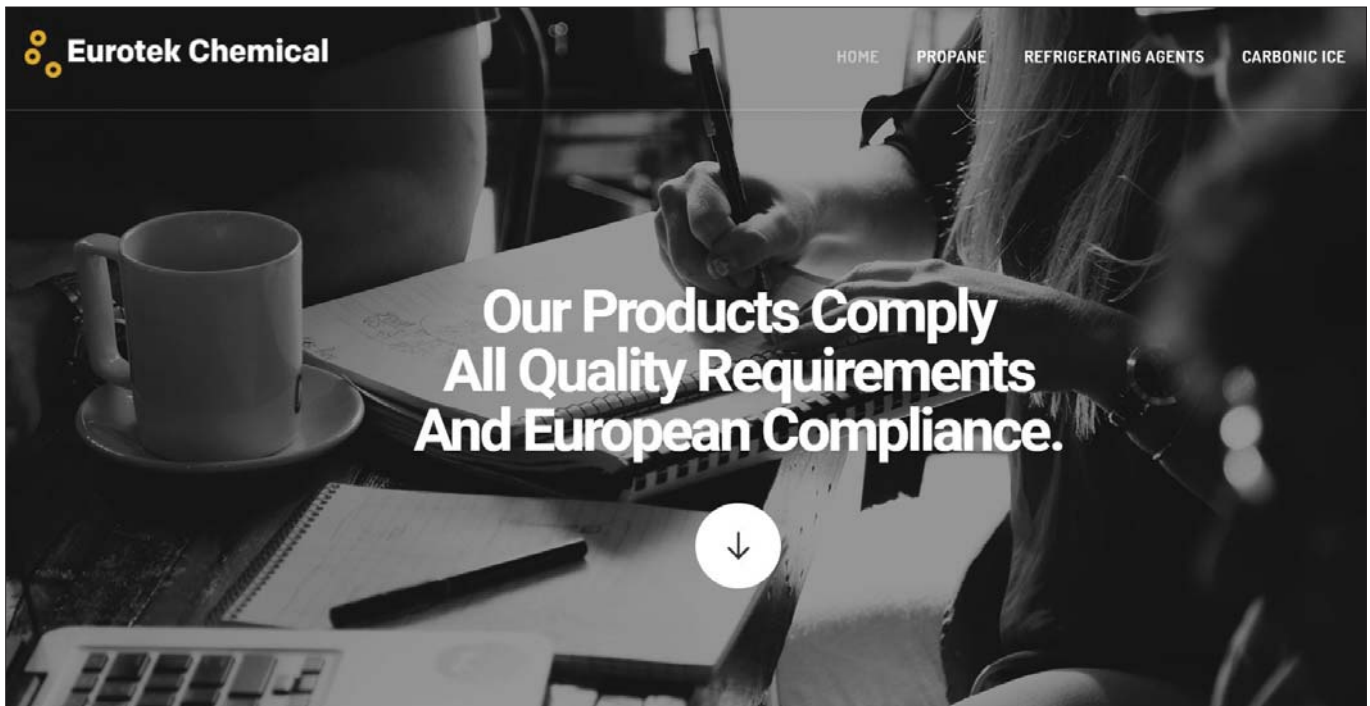 Eurotek Chemical
HOME PROPANE REFRIGERATING AGENTS CARBONIC ICE
Our Products Comply
All Quality Requirements
And European Compliance.